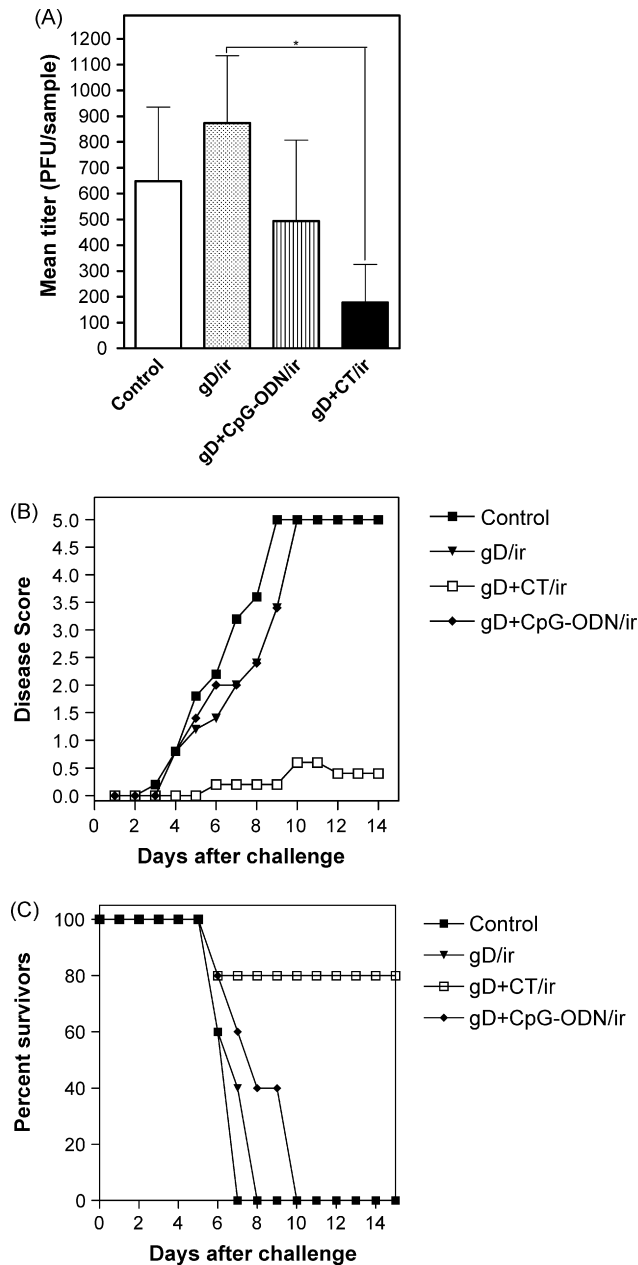 (A)
Mean titer (PFU/sample)
1200
1100
1000
900
800
700
600
500
400
300
200
100
0
*
Control
gD/ir
gD+CpG-ODN/ir
gD+CT/ir
(B)
Disease Score
5.0
4.5
4.0
3.5
3.0
2.5
2.0
1.5
1.0
0.5
0.0
0 2 4 6 8 10 12 14
Days after challenge
Control
gD/ir
gD+CT/ir
gD+CpG-ODN/ir
(C)
Percent survivors
100
80
60
40
20
0
0 2 4 6 8 10 12 14
Days after challenge
Control
gD/ir
gD+CT/ir
gD+CpG-ODN/ir